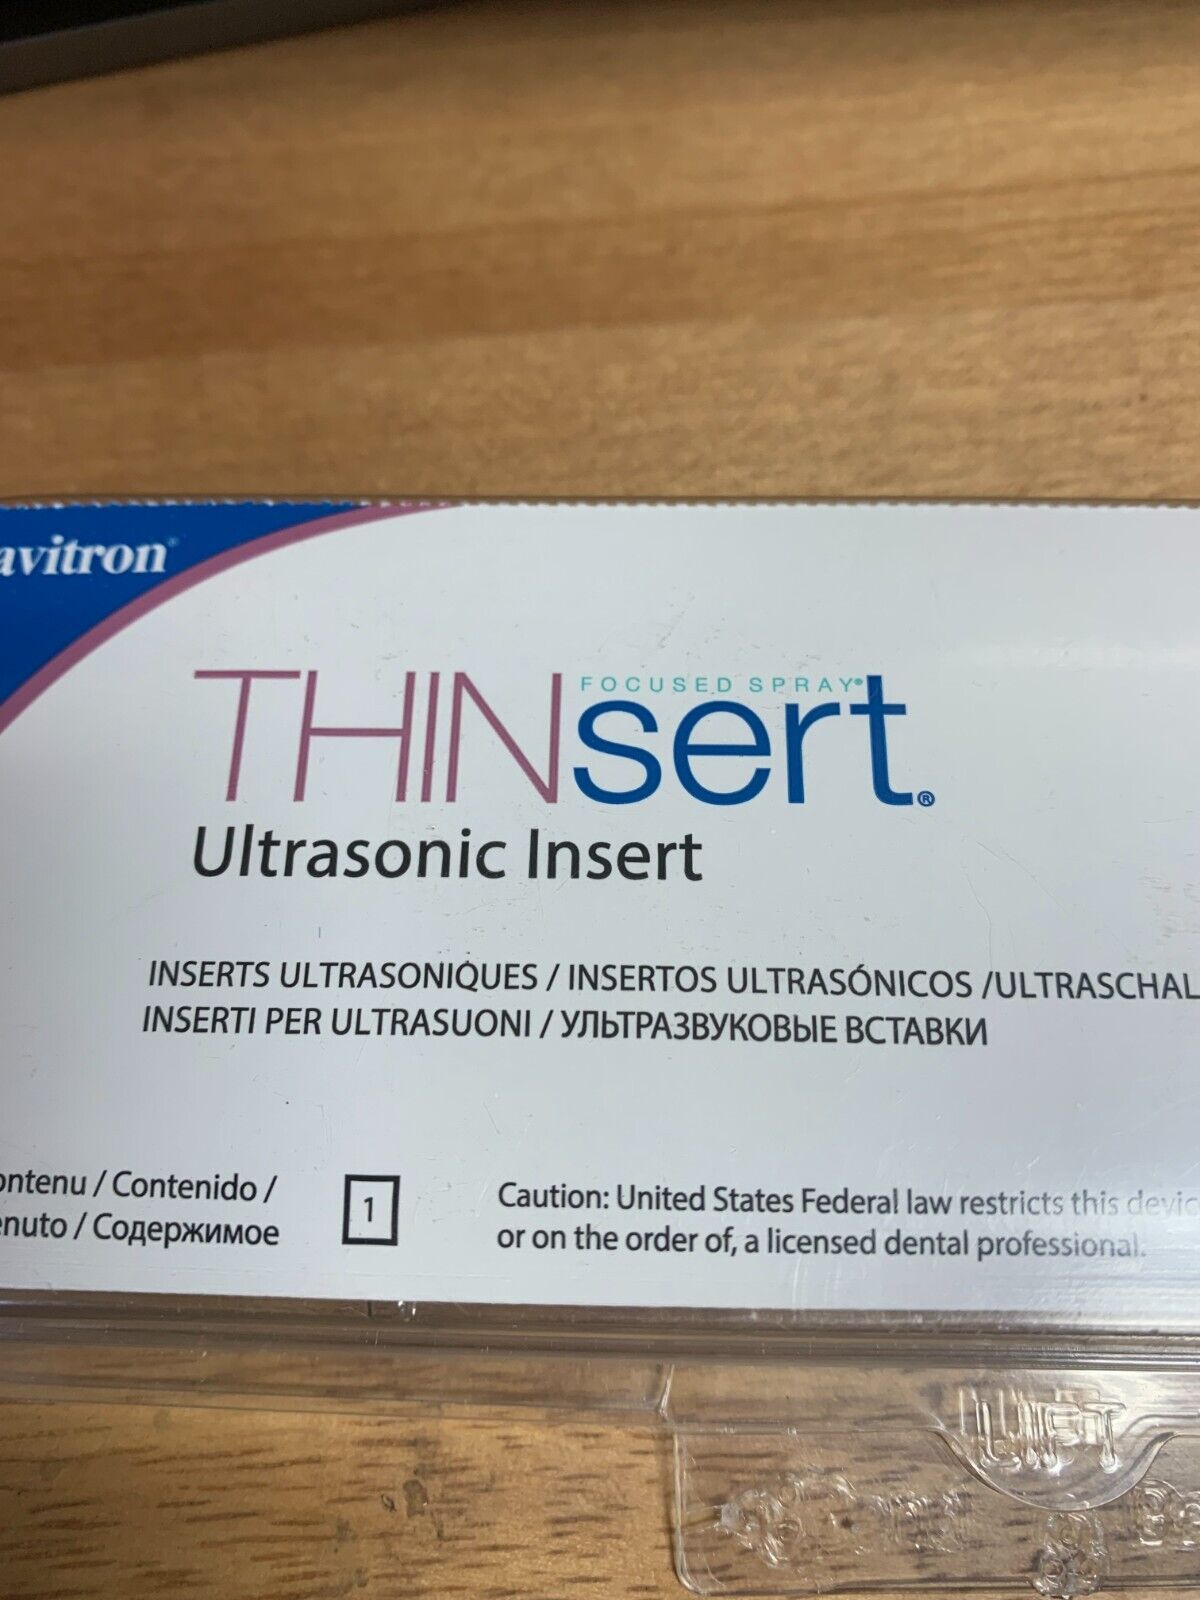 avitron®
THINsert®
FOCUSED SPRAY®
Ultrasonic Insert
INSERTS ULTRASONIQUES / INSERTOS ULTRASÓNICOS /ULTRASCHAL
INSERTI PER ULTRASUONI / УЛЬТРАЗВУКОВЫЕ ВСТАВКИ
ontenu / Contenido /
enuto / Содержимое
1
Caution: United States Federal law restricts this devic
or on the order of, a licensed dental professional.
LIFT